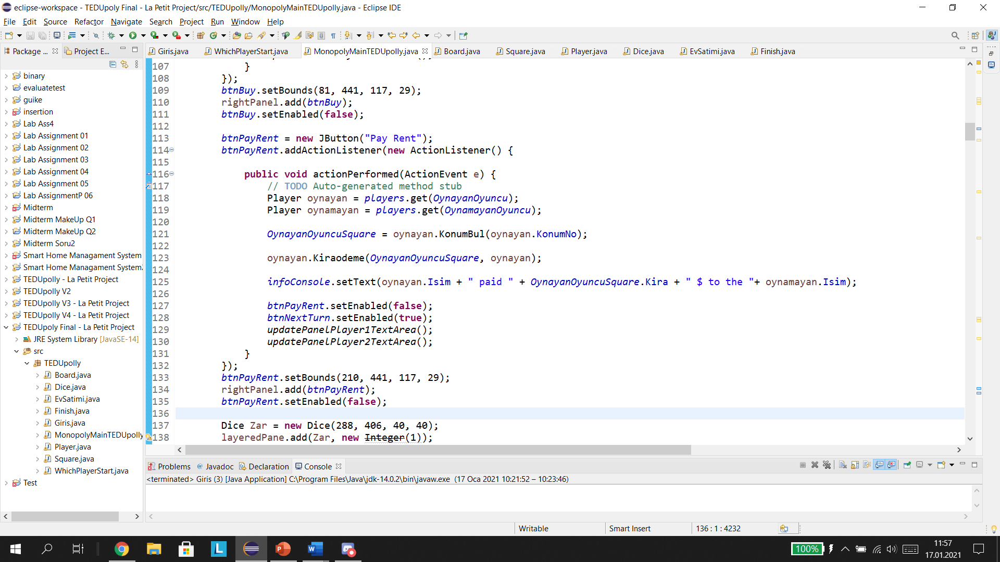 eclipse-workspace - TEDUpoly Final - La Petit Project/src/TEDUpolly/MonopolyMainTEDUpolly.java - Eclipse IDE
File Edit Source Refactor Navigate Search Project Run Window Help
Package ... Project E...
binary
evaluatetest
guike
insertion
Lab Ass4
Lab Assignment 01
Lab Assignment 02
Lab Assignment 03
Lab Assignment 04
Lab Assignment 05
Lab AssignmentP 06
Midterm
Midterm MakeUp Q1
Midterm MakeUp Q2
Midterm Soru2
Smart Home Managament System
Smart Home Managament System2
TEDUpolly - La Petit Project
TEDUpolly V2
TEDUpolly V3 - La Petit Project
TEDUpolly V4 - La Petit Project
TEDUpoly Final - La Petit Project
JRE System Library [JavaSE-14]
src
TEDUpolly
Board.java
Dice.java
EvSatimi.java
Finish.java
Giris.java
MonopolyMainTEDUpolly
Player.java
Square.java
WhichPlayerStart.java
Test
Giris.java WhichPlayerStart.java MonopolyMainTEDUpolly.java Board.java Square.java Player.java Dice.java EvSatimi.java Finish.java
107 }
108 });
109 btnBuy.setBounds(81, 441, 117, 29);
110 rightPanel.add(btnBuy);
111 btnBuy.setEnabled(false);
112
113 btnPayRent = new JButton("Pay Rent");
114 btnPayRent.addActionListener(new ActionListener() {
115
116 public void actionPerformed(ActionEvent e) {
117 // TODO Auto-generated method stub
118 Player oynayan = players.get(OynayanOyuncu);
119 Player oynamayan = players.get(OynamayanOyuncu);
120
121 OynayanOyuncuSquare = oynayan.KonumBul(oynayan.KonumNo);
122
123 oynayan.Kiraodeme(OynayanOyuncuSquare, oynayan);
124
125 infoConsole.setText(oynayan.Isim + " paid " + OynayanOyuncuSquare.Kira + " $ to the "+ oynamayan.Isim);
126
127 btnPayRent.setEnabled(false);
128 btnNextTurn.setEnabled(true);
129 updatePanelPlayer1TextArea();
130 updatePanelPlayer2TextArea();
131 }
132 });
133 btnPayRent.setBounds(210, 441, 117, 29);
134 rightPanel.add(btnPayRent);
135 btnPayRent.setEnabled(false);
136
137 Dice Zar = new Dice(288, 406, 40, 40);
138 layeredPane.add(Zar, new Integer(1));
Problems @ Javadoc Declaration Console
<terminated> Giris (3) [Java Application] C:\Program Files\Java\jdk-14.0.2\bin\javaw.exe (17 Oca 2021 10:21:52 – 10:23:46)
Writable Smart Insert 136 : 1 : 4232
100% 11:57
17.01.2021